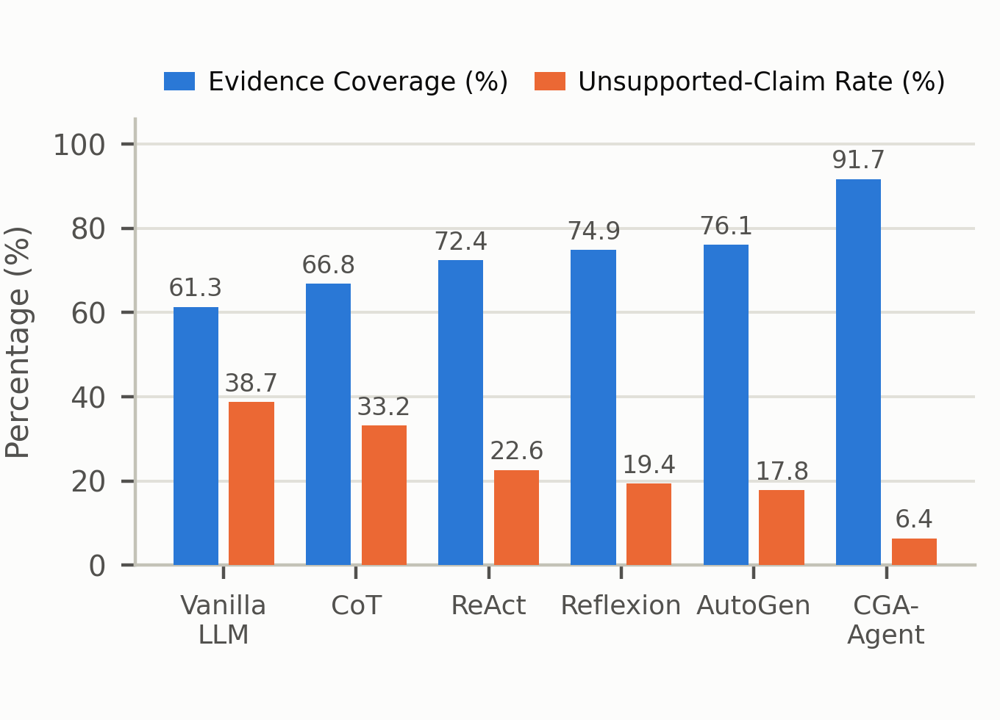 Evidence Coverage (%) Unsupported-Claim Rate (%)
Percentage (%)
100
80
60
40
20
0
61.3
38.7
66.8
33.2
72.4
22.6
74.9
19.4
76.1
17.8
91.7
6.4
Vanilla
LLM
CoT
ReAct
Reflexion
AutoGen
CGA-
Agent